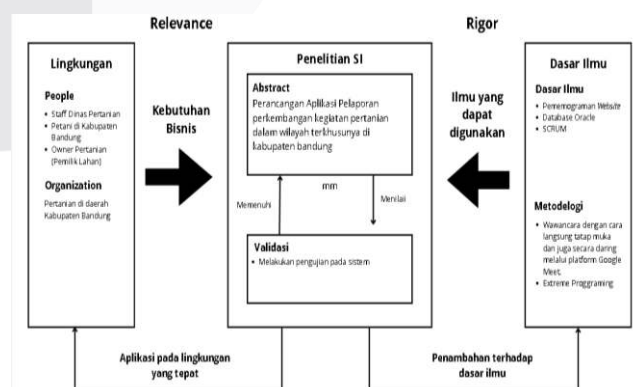 Relevance
Rigor
Lingkungan
People
• Staff Dinas Pertanian
• Petani di Kabupaten
Bandung
• Owner Pertanian
(Pemilik Lahan)
Organization
Pertanian di daerah
Kabupaten Bandung
Kebutuhan
Bisnis
Penelitian SI
Abstract
Perancangan Aplikasi Pelaporan
perkembangan kegiatan pertanian
dalam wilayah terkhusunya di
kabupaten bandung
mm
Memenuhi
Menilai
Validasi
• Melakukan pengujian pada sistem
Ilmu yang
dapat
digunakan
Dasar Ilmu
Dasar Ilmu
• Pememograman Website
• Database Oracle
• SCRUM
Metodelogi
• Wawancara dengan cara
langsung tatap muka
dan juga secara daring
melalui platform Google
Meet.
• Extreme Proggraming
Aplikasi pada lingkungan
yang tepat
Penambahan terhadap
dasar ilmu